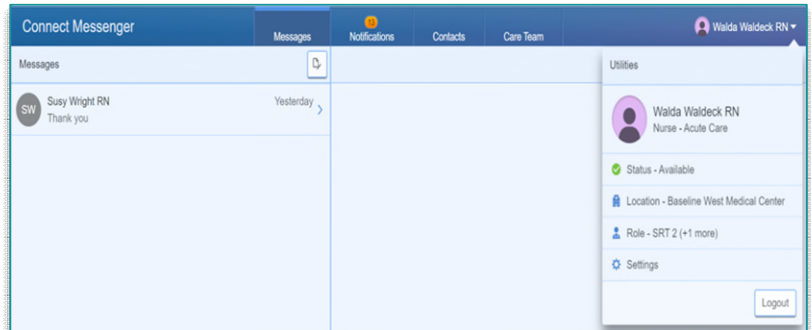 Connect Messenger
Messages
13
Notifications
Contacts
Care Team
Walda Waldeck RN
Messages
Susy Wright RN
Yesterday
SW
Thank you
Utilities
Walda Waldeck RN
Nurse - Acute Care
Status - Available
Location - Baseline West Medical Center
Role - SRT 2 (+1 more)
Settings
Logout